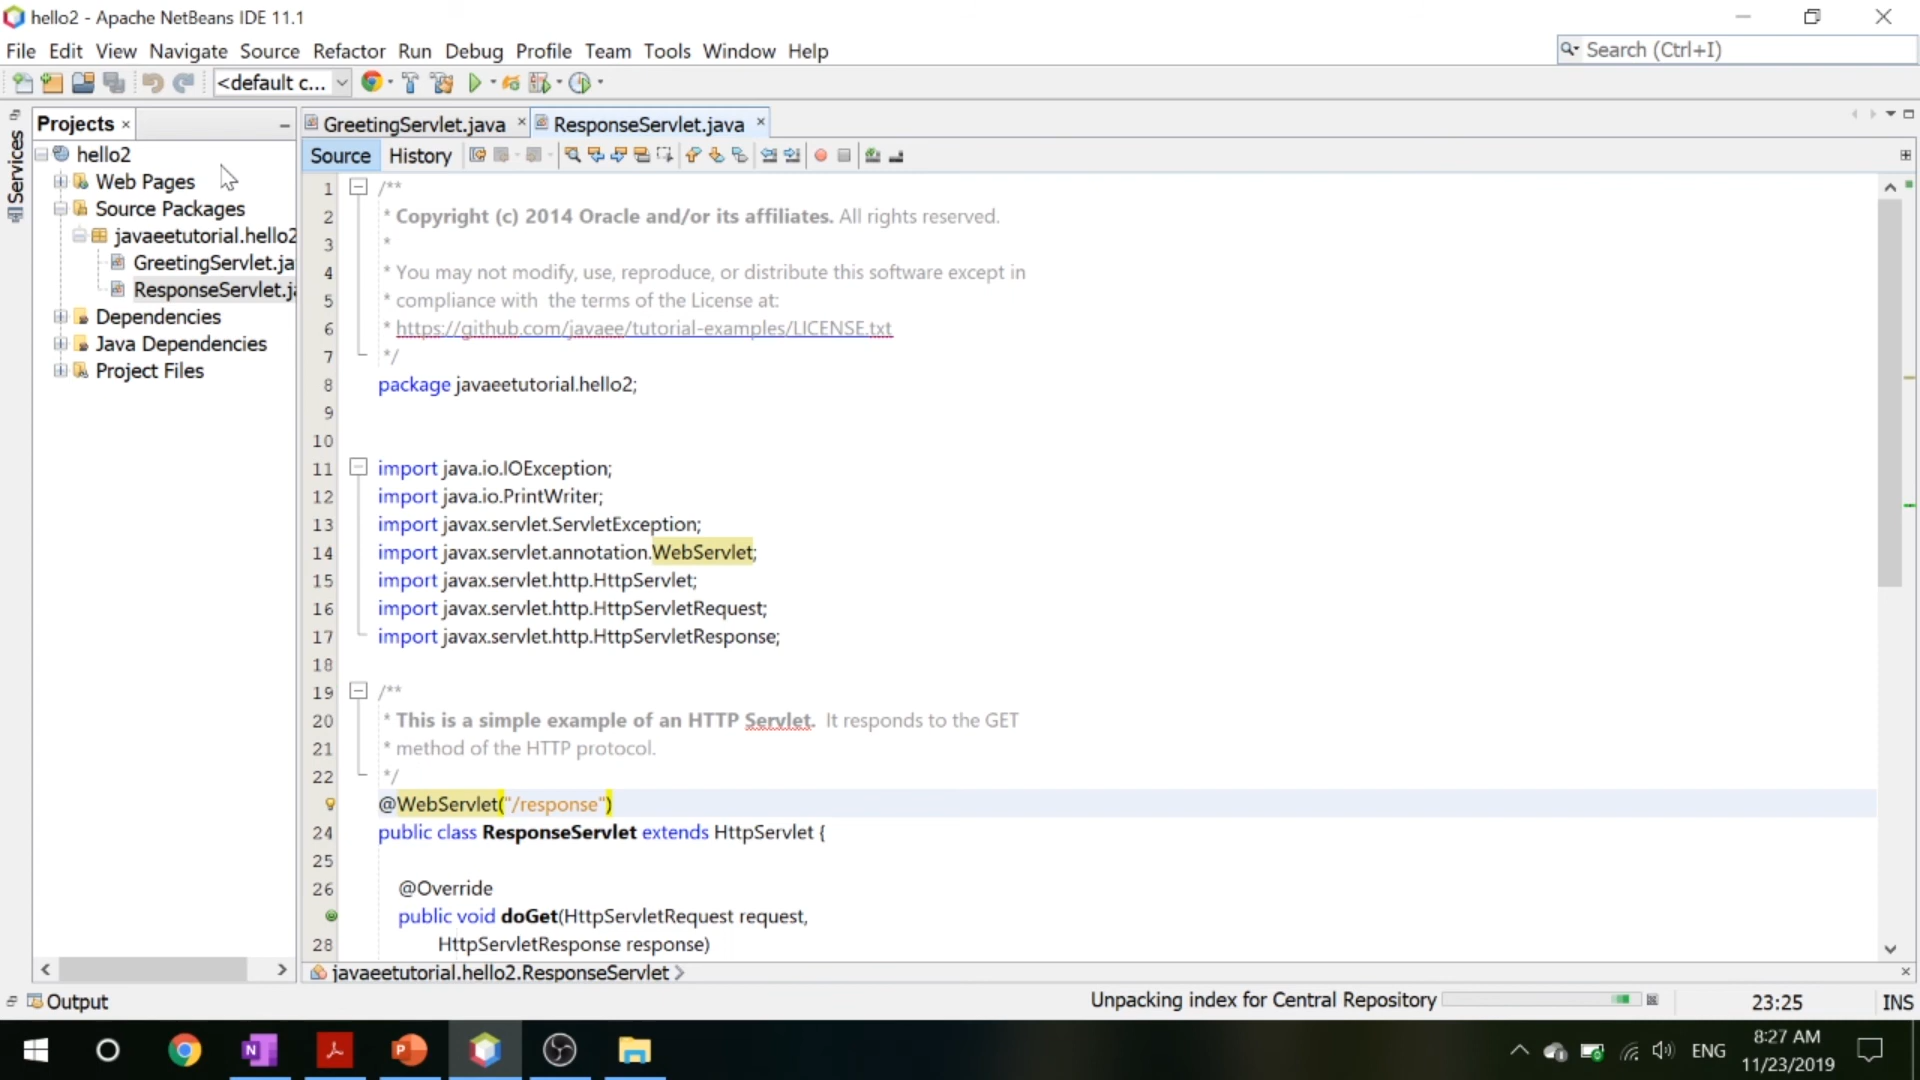 hello2 - Apache NetBeans IDE 11.1
File Edit View Navigate Source Refactor Run Debug Profile Team Tools Window Help
Search (Ctrl+I)
<default c...
Services
Projects
hello2
Web Pages
Source Packages
javaeetutorial.hello2
GreetingServlet.ja
ResponseServlet.ja
Dependencies
Java Dependencies
Project Files
GreetingServlet.java
ResponseServlet.java
Source History
1 /**
2 * Copyright (c) 2014 Oracle and/or its affiliates. All rights reserved.
3 *
4 * You may not modify, use, reproduce, or distribute this software except in
5 * compliance with  the terms of the License at:
6 * https://github.com/javaee/tutorial-examples/LICENSE.txt
7 */
8 package javaeetutorial.hello2;
9
10
11 import java.io.IOException;
12 import java.io.PrintWriter;
13 import javax.servlet.ServletException;
14 import javax.servlet.annotation.WebServlet;
15 import javax.servlet.http.HttpServlet;
16 import javax.servlet.http.HttpServletRequest;
17 import javax.servlet.http.HttpServletResponse;
18
19 /**
20 * This is a simple example of an HTTP Servlet.  It responds to the GET
21 * method of the HTTP protocol.
22 */
@WebServlet("/response")
24 public class ResponseServlet extends HttpServlet {
25
26 @Override
public void doGet(HttpServletRequest request,
28 HttpServletResponse response)
javaeetutorial.hello2.ResponseServlet
Output
Unpacking index for Central Repository
23:25
INS
ENG
8:27 AM
11/23/2019